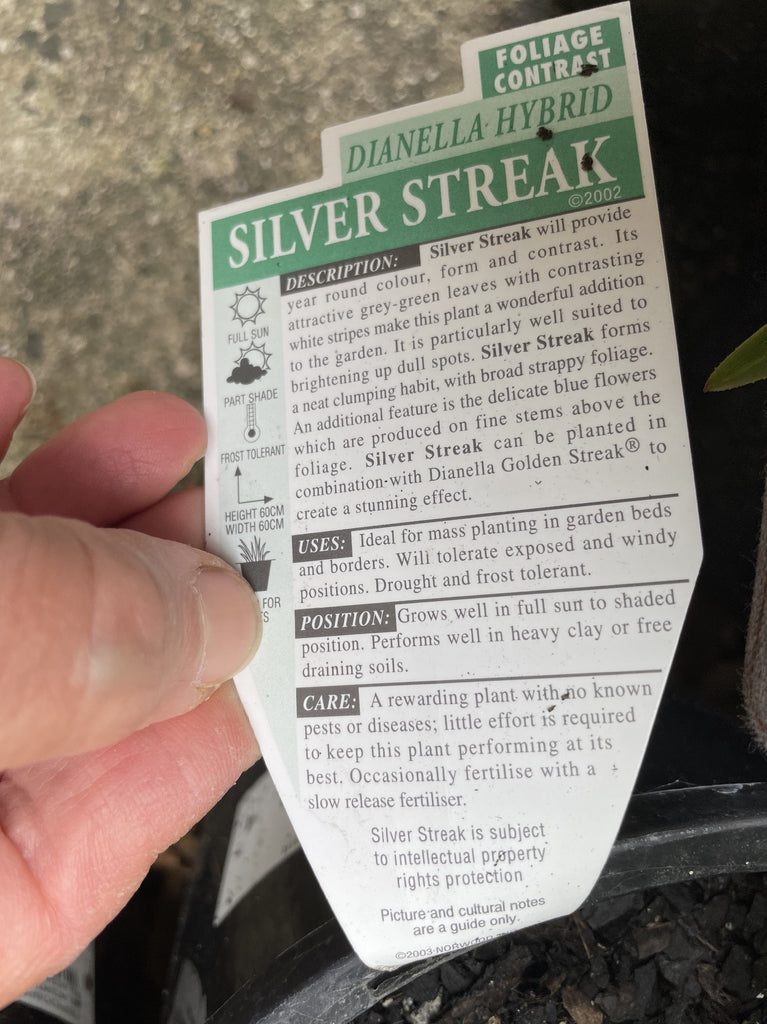 FOLIAGE
CONTRAST
DIANELLA HYBRID
SILVER STREAK
©2002
FULL SUN
PART SHADE
FROST TOLERANT
HEIGHT 60CM
WIDTH 60CM
FOR
DESCRIPTION: Silver Streak will provide
year round colour, form and contrast. Its
attractive grey-green leaves with contrasting
white stripes make this plant a wonderful addition
to the garden. It is particularly well suited to
brightening up dull spots. Silver Streak forms
a neat clumping habit, with broad strappy foliage.
An additional feature is the delicate blue flowers
which are produced on fine stems above the
foliage. Silver Streak can be planted in
combination with Dianella Golden Streak® to
create a stunning effect.
USES: Ideal for mass planting in garden beds
and borders. Will tolerate exposed and windy
positions. Drought and frost tolerant.
POSITION: Grows well in full sun to shaded
position. Performs well in heavy clay or free
draining soils.
CARE: A rewarding plant with no known
pests or diseases; little effort is required
to keep this plant performing at its
best. Occasionally fertilise with a
slow release fertiliser.
Silver Streak is subject
to intellectual property
rights protection
Picture and cultural notes
are a guide only.
©2003